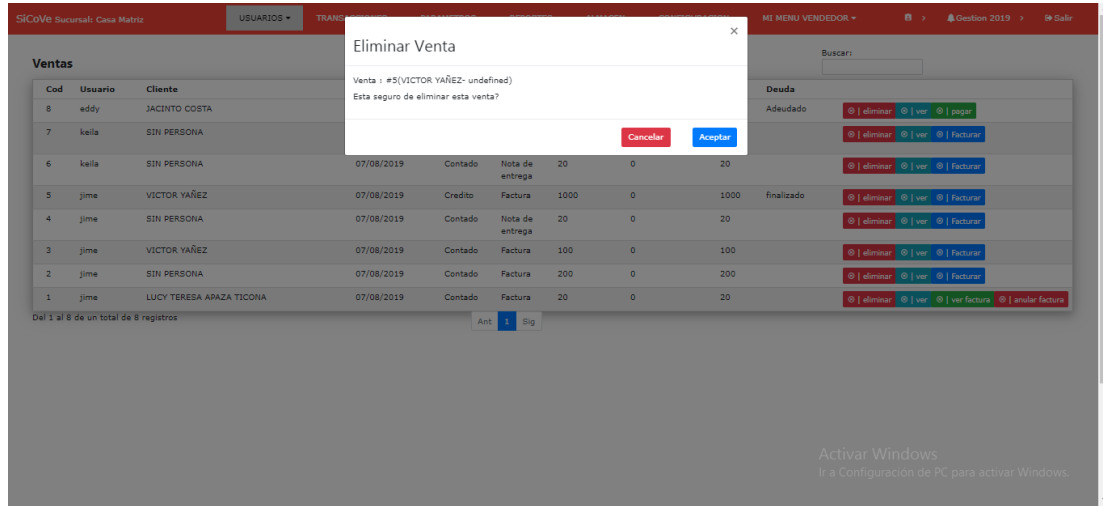 SiCoVe Sucursal: Casa Matriz USUARIOS MI MENU VENDEDOR Gestion 2019 Salir
Eliminar Venta ×
Venta : #5(VICTOR YAÑEZ- undefined)
Esta seguro de eliminar esta venta?
Cancelar Aceptar
Ventas Buscar:
Cod Usuario Cliente Deuda
8 eddy JACINTO COSTA Adeudado | eliminar | ver | pagar
7 keila SIN PERSONA | eliminar | ver | Facturar
6 keila SIN PERSONA 07/08/2019 Contado Nota de 20 0 20 | eliminar | ver | Facturar
entrega
5 jime VICTOR YAÑEZ 07/08/2019 Credito Factura 1000 0 1000 finalizado | eliminar | ver | Facturar
4 jime SIN PERSONA 07/08/2019 Contado Nota de 20 0 20 | eliminar | ver | Facturar
entrega
3 jime VICTOR YAÑEZ 07/08/2019 Contado Factura 100 0 100 | eliminar | ver | Facturar
2 jime SIN PERSONA 07/08/2019 Contado Factura 200 0 200 | eliminar | ver | Facturar
1 jime LUCY TERESA APAZA TICONA 07/08/2019 Contado Factura 20 0 20 | eliminar | ver | ver factura | anular factura
Del 1 al 8 de un total de 8 registros Ant 1 Sig
Activar Windows
Ir a Configuración de PC para activar Windows.